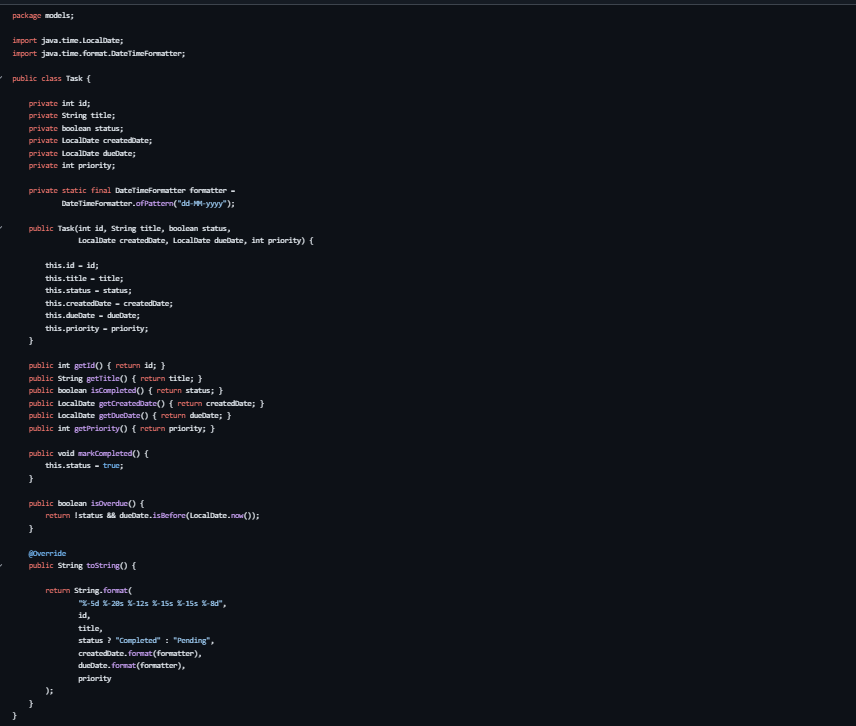 package models;
import java.time.LocalDate;
import java.time.format.DateTimeFormatter;
public class Task {
private int id;
private String title;
private boolean status;
private LocalDate createdDate;
private LocalDate dueDate;
private int priority;
private static final DateTimeFormatter formatter =
DateTimeFormatter.ofPattern("dd-MM-yyyy");
public Task(int id, String title, boolean status,
LocalDate createdDate, LocalDate dueDate, int priority) {
this.id = id;
this.title = title;
this.status = status;
this.createdDate = createdDate;
this.dueDate = dueDate;
this.priority = priority;
}
public int getId() { return id; }
public String getTitle() { return title; }
public boolean isCompleted() { return status; }
public LocalDate getCreatedDate() { return createdDate; }
public LocalDate getDueDate() { return dueDate; }
public int getPriority() { return priority; }
public void markCompleted() {
this.status = true;
}
public boolean isOverdue() {
return !status && dueDate.isBefore(LocalDate.now());
}
@Override
public String toString() {
return String.format(
"%-5d %-20s %-12s %-15s %-15s %-8d",
id,
title,
status ? "Completed" : "Pending",
createdDate.format(formatter),
dueDate.format(formatter),
priority
);
}
}